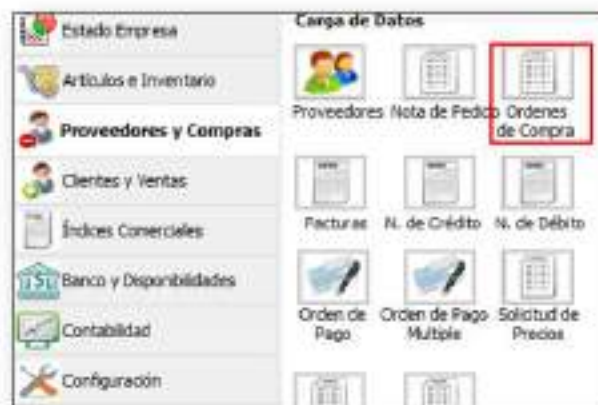 Estado Empresa
Artículos e Inventario
Proveedores y Compras
Clientes y Ventas
Índices Comerciales
Banco y Disponibilidades
Contabilidad
Configuración
Carga de Datos
Proveedores
Nota de Pedido
Ordenes
de Compra
Facturas
N. de Crédito
N. de Débito
Orden de
Pago
Orden de Pago
Multiple
Solicitud de
Precios